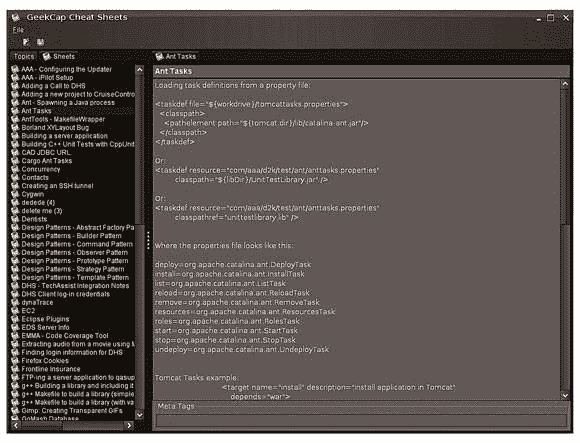 GeekCap Cheat Sheets
File
Topics
Sheets
AAA - Configuring the Updater
AAA - iPilot Setup
Adding a Call to DHS
Adding a new project to CruiseContro
Ant - Spawning a Java process
Ant Tasks
AntTools - MakefileWrapper
Borland XYLayout Bug
Building a server application
Building C++ Unit Tests with CppUnit
CAD JDBC URL
Cargo Ant Tasks
Concurrency
Contacts
Creating an SSH tunnel
Cygwin
dedede (4)
delete me (3)
Dentists
Design Patterns - Abstract Factory Pa
Design Patterns - Builder Pattern
Design Patterns - Command Pattern
Design Patterns - Observer Pattern
Design Patterns - Prototype Pattern
Design Patterns - Strategy Pattern
Design Patterns - Template Pattern
DHS - TechAssist Integration Notes
DHS Client log-in credentials
dynaTrace
EC2
Eclipse Plugins
EDS Server Info
EMMA - Code Coverage Tool
Extracting audio from a movie using M
Finding login information for DHS
Firefox Cookies
Frontline Insurance
FTP-ing a server application to qasup
g++ Building a library and including it
g++ Makefile to build a library (simple
g++ Makefile to build a library (with va
Gimp: Creating Transparent GIFs
GoMash Database
Ant Tasks
Ant Tasks
Loading task definitions from a property file:
<taskdef file="${workdrive}/tomcattasks.properties">
<classpath>
<pathelement path="${tomcat.dir}/lib/catalina-ant.jar"/>
</classpath>
</taskdef>
Or:
<taskdef resource="com/aaa/d2k/test/ant/anttasks.properties"
classpath="${libDir}/UnitTestLibrary.jar" />
Or:
<taskdef resource="com/aaa/d2k/test/ant/anttasks.properties"
classpathref="unittestlibrary.lib" />
Where the properties file looks like this:
deploy=org.apache.catalina.ant.DeployTask
install=org.apache.catalina.ant.InstallTask
list=org.apache.catalina.ant.ListTask
reload=org.apache.catalina.ant.ReloadTask
remove=org.apache.catalina.ant.RemoveTask
resources=org.apache.catalina.ant.ResourcesTask
roles=org.apache.catalina.ant.RolesTask
start=org.apache.catalina.ant.StartTask
stop=org.apache.catalina.ant.StopTask
undeploy=org.apache.catalina.ant.UndeployTask
Tomcat Tasks example:
<target name="install" description="Install application in Tomcat"
depends="war">
Meta Tags